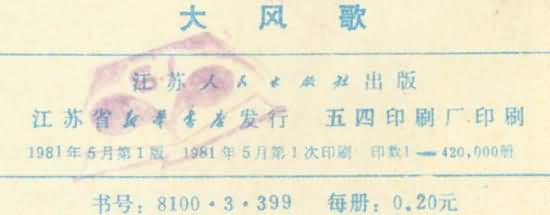 大风歌
江苏人民出版社出版
江苏省新华书店发行 五四印刷厂印刷
1981年5月第1版 1981年5月第1次印刷 印数1—420,000册
书号：8100·3·399 每册：0.20元